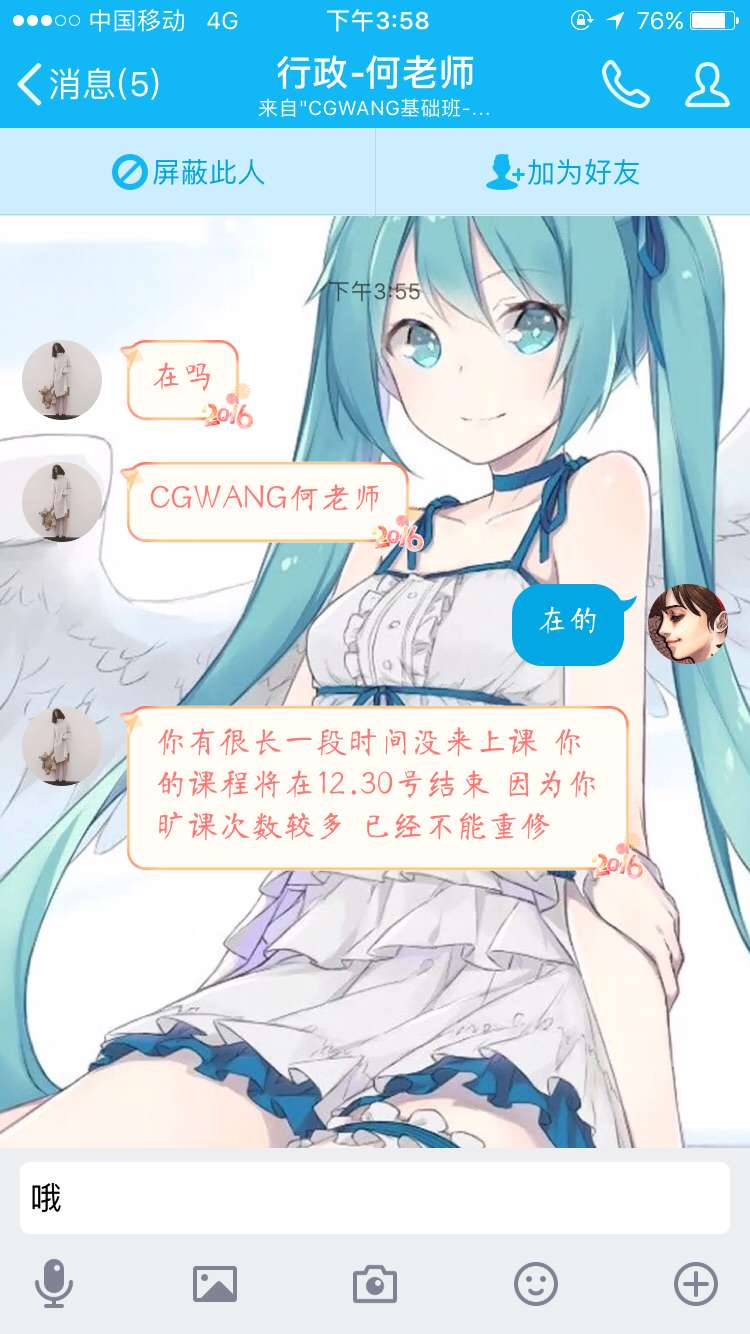 中国移动 4G 下午3:58 76%
消息(5) 行政-何老师
来自"CGWANG基础班-...
屏蔽此人 加为好友
下午3:55
在吗
2016
CGWANG何老师
2016
在的
你有很长一段时间没来上课 你
的课程将在12.30号结束 因为你
旷课次数较多 已经不能重修
2016
哦